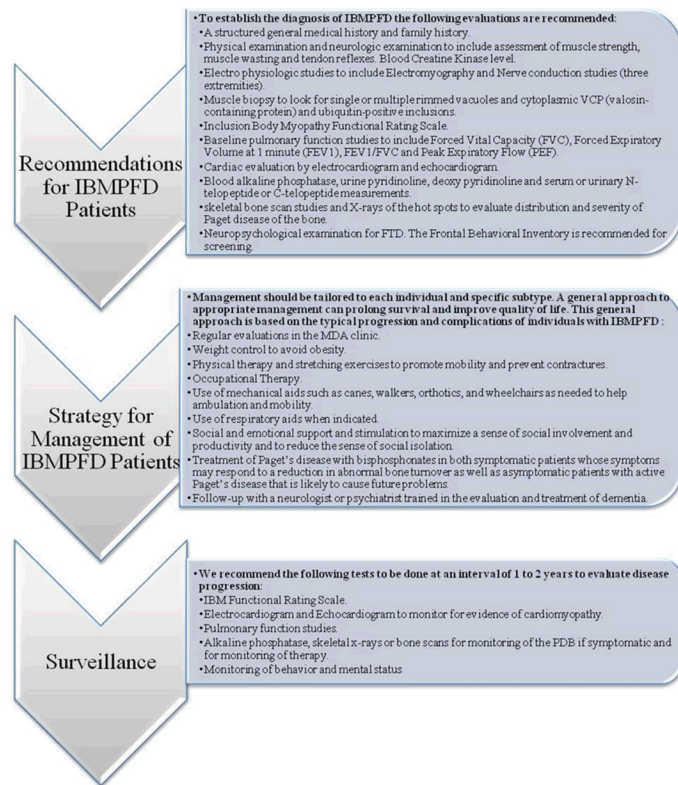 Recommendations
for IBMPFD
Patients
•To establish the diagnosis of IBMPFD the following evaluations are recommended:
•A structured general medical history and family history.
•Physical examination and neurologic examination to include assessment of muscle strength,
muscle wasting and tendon reflexes. Blood Creatine Kinase level.
•Electro physiologic studies to include Electromyography and Nerve conduction studies (three
extremities).
•Muscle biopsy to look for single or multiple rimmed vacuoles and cytoplasmic VCP (valosin-
containing protein) and ubiquitin-positive inclusions.
•Inclusion Body Myopathy Functional Rating Scale.
•Baseline pulmonary function studies to include Forced Vital Capacity (FVC), Forced Expiratory
Volume at 1 minute (FEV1), FEV1/FVC and Peak Expiratory Flow (PEF).
•Cardiac evaluation by electrocardiogram and echocardiogram.
•Blood alkaline phosphatase, urine pyridinoline, deoxy pyridinoline and serum or urinary N-
telopeptide or C-telopeptide measurements.
•skeletal bone scan studies and X-rays of the hot spots to evaluate distribution and severity of
Paget disease of the bone.
•Neuropsychological examination for FTD. The Frontal Behavioral Inventory is recommended for
screening.
Strategy for
Management of
IBMPFD Patients
•Management should be tailored to each individual and specific subtype. A general approach to
appropriate management can prolong survival and improve quality of life. This general
approach is based on the typical progression and complications of individuals with IBMPFD :
•Regular evaluations in the MDA clinic.
•Weight control to avoid obesity.
•Physical therapy and stretching exercises to promote mobility and prevent contractures.
•Occupational Therapy.
•Use of mechanical aids such as canes, walkers, orthotics, and wheelchairs as needed to help
ambulation and mobility.
•Use of respiratory aids when indicated.
•Social and emotional support and stimulation to maximize a sense of social involvement and
productivity and to reduce the sense of social isolation.
•Treatment of Paget's disease with bisphosphonates in both symptomatic patients whose symptoms
may respond to a reduction in abnormal bone turnover as well as asymptomatic patients with active
Paget's disease that is likely to cause future problems.
•Follow-up with a neurologist or psychiatrist trained in the evaluation and treatment of dementia.
Surveillance
•We recommend the following tests to be done at an interval of 1 to 2 years to evaluate disease
progression:
•IBM Functional Rating Scale.
•Electrocardiogram and Echocardiogram to monitor for evidence of cardiomyopathy.
•Pulmonary function studies.
•Alkaline phosphatase, skeletal x-rays or bone scans for monitoring of the PDB if symptomatic and
for monitoring of therapy.
•Monitoring of behavior and mental status